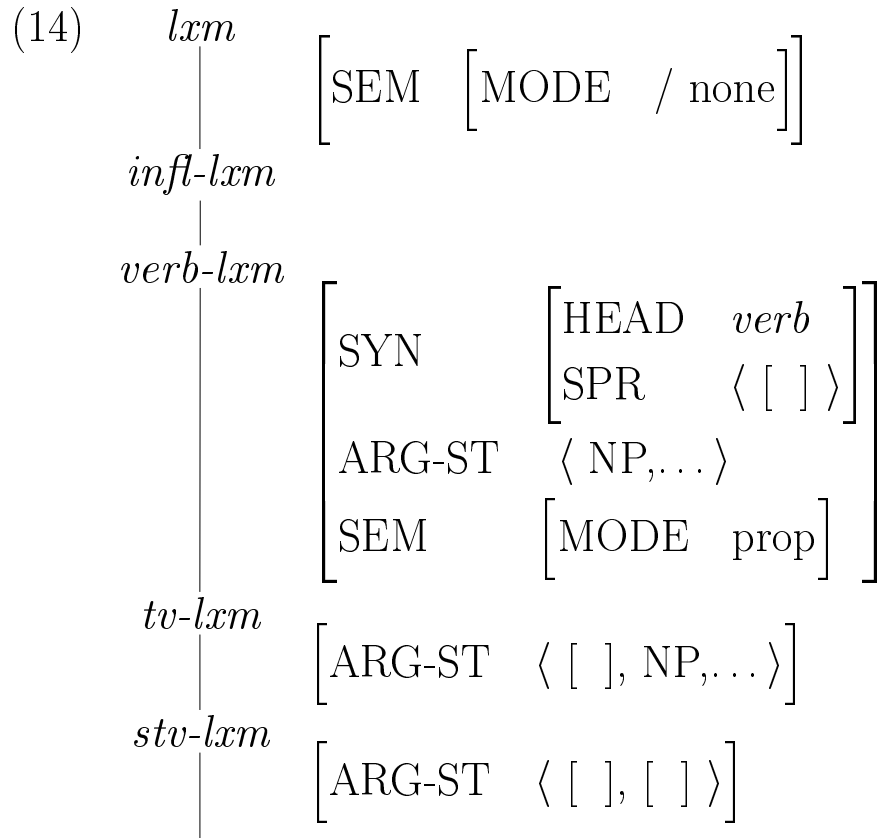 (14) lxm
[SEM [MODE / none]]
infl-lxm
verb-lxm
[SYN [HEAD verb
SPR ⟨ [ ] ⟩]
ARG-ST ⟨ NP,... ⟩
SEM [MODE prop]]
tv-lxm
[ARG-ST ⟨ [ ], NP,... ⟩]
stv-lxm
[ARG-ST ⟨ [ ], [ ] ⟩]